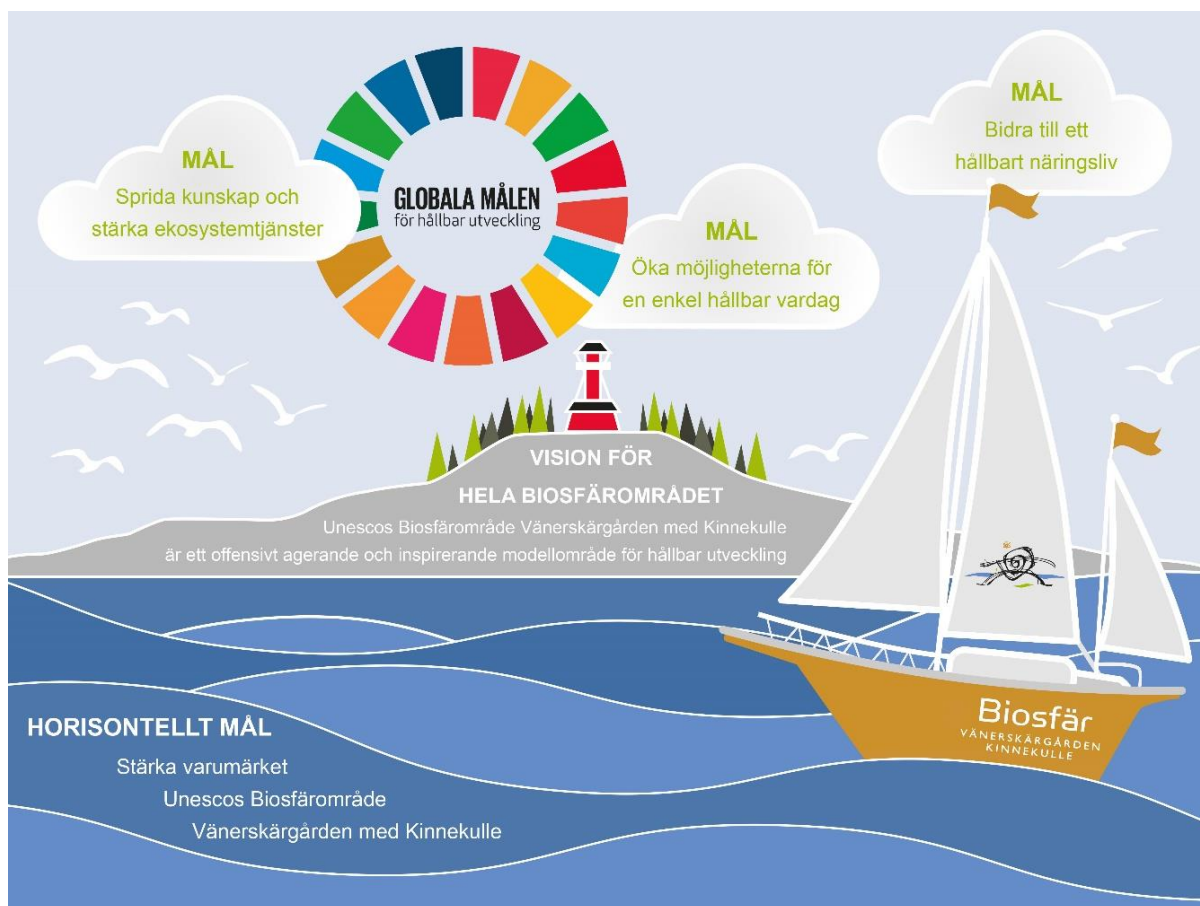 MÅL
Sprida kunskap och
stärka ekosystemtjänster
GLOBALA MÅLEN
för hållbar utveckling
MÅL
Öka möjligheterna för
en enkel hållbar vardag
MÅL
Bidra till ett
hållbart näringsliv
VISION FÖR
HELA BIOSFÄROMRÅDET
Unescos Biosfärområde Vänerskärgården med Kinnekulle
är ett offensivt agerande och inspirerande modellområde för hållbar utveckling
Biosfär
VÄNERSKÄRGÅRDEN
KINNEKULLE
HORISONTELLT MÅL
Stärka varumärket
Unescos Biosfärområde
Vänerskärgården med Kinnekulle